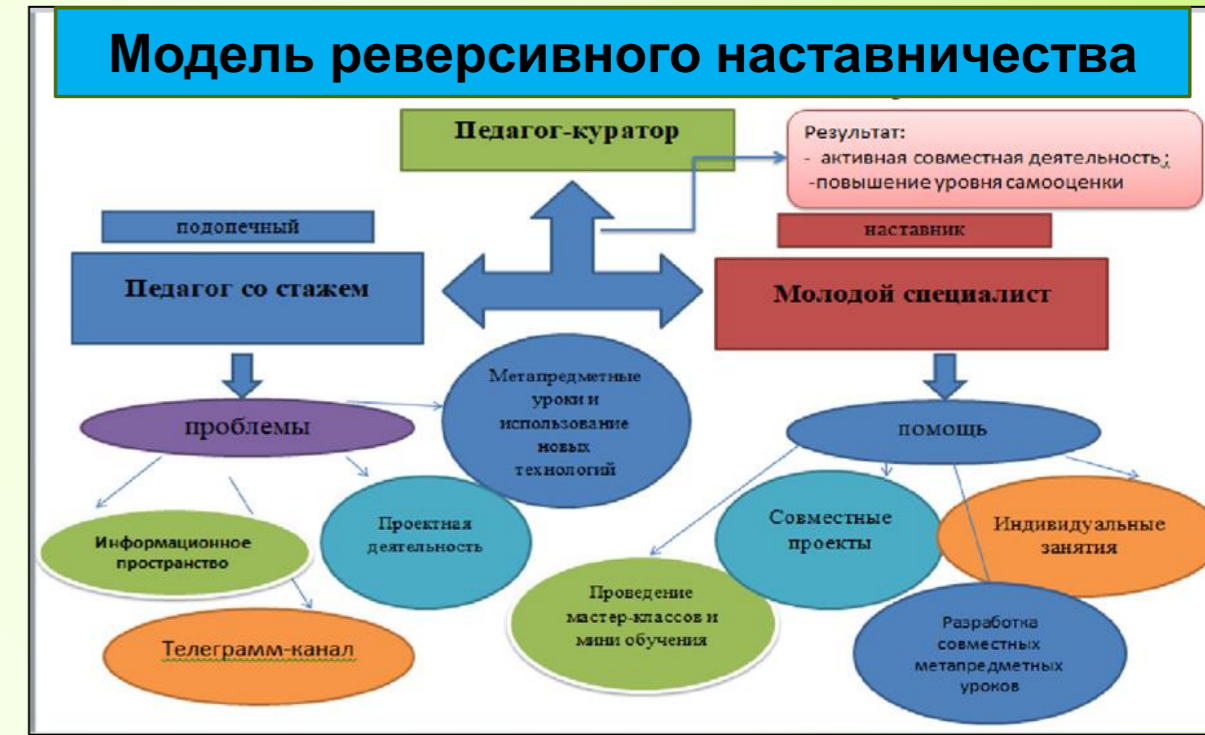 Модель реверсивного наставничества
Педагог-куратор
Результат:
- активная совместная деятельность;
-повышение уровня самооценки
подопечный
наставник
Педагог со стажем
Молодой специалист
Метапредметные
уроки и
использование
новых
технологий
проблемы
помощь
Информационное
пространство
Проектная
деятельность
Телеграмм-канал
Совместные
проекты
Индивидуальные
занятия
Проведение
мастер-классов и
мини обучения
Разработка
совместных
метапредметных
уроков